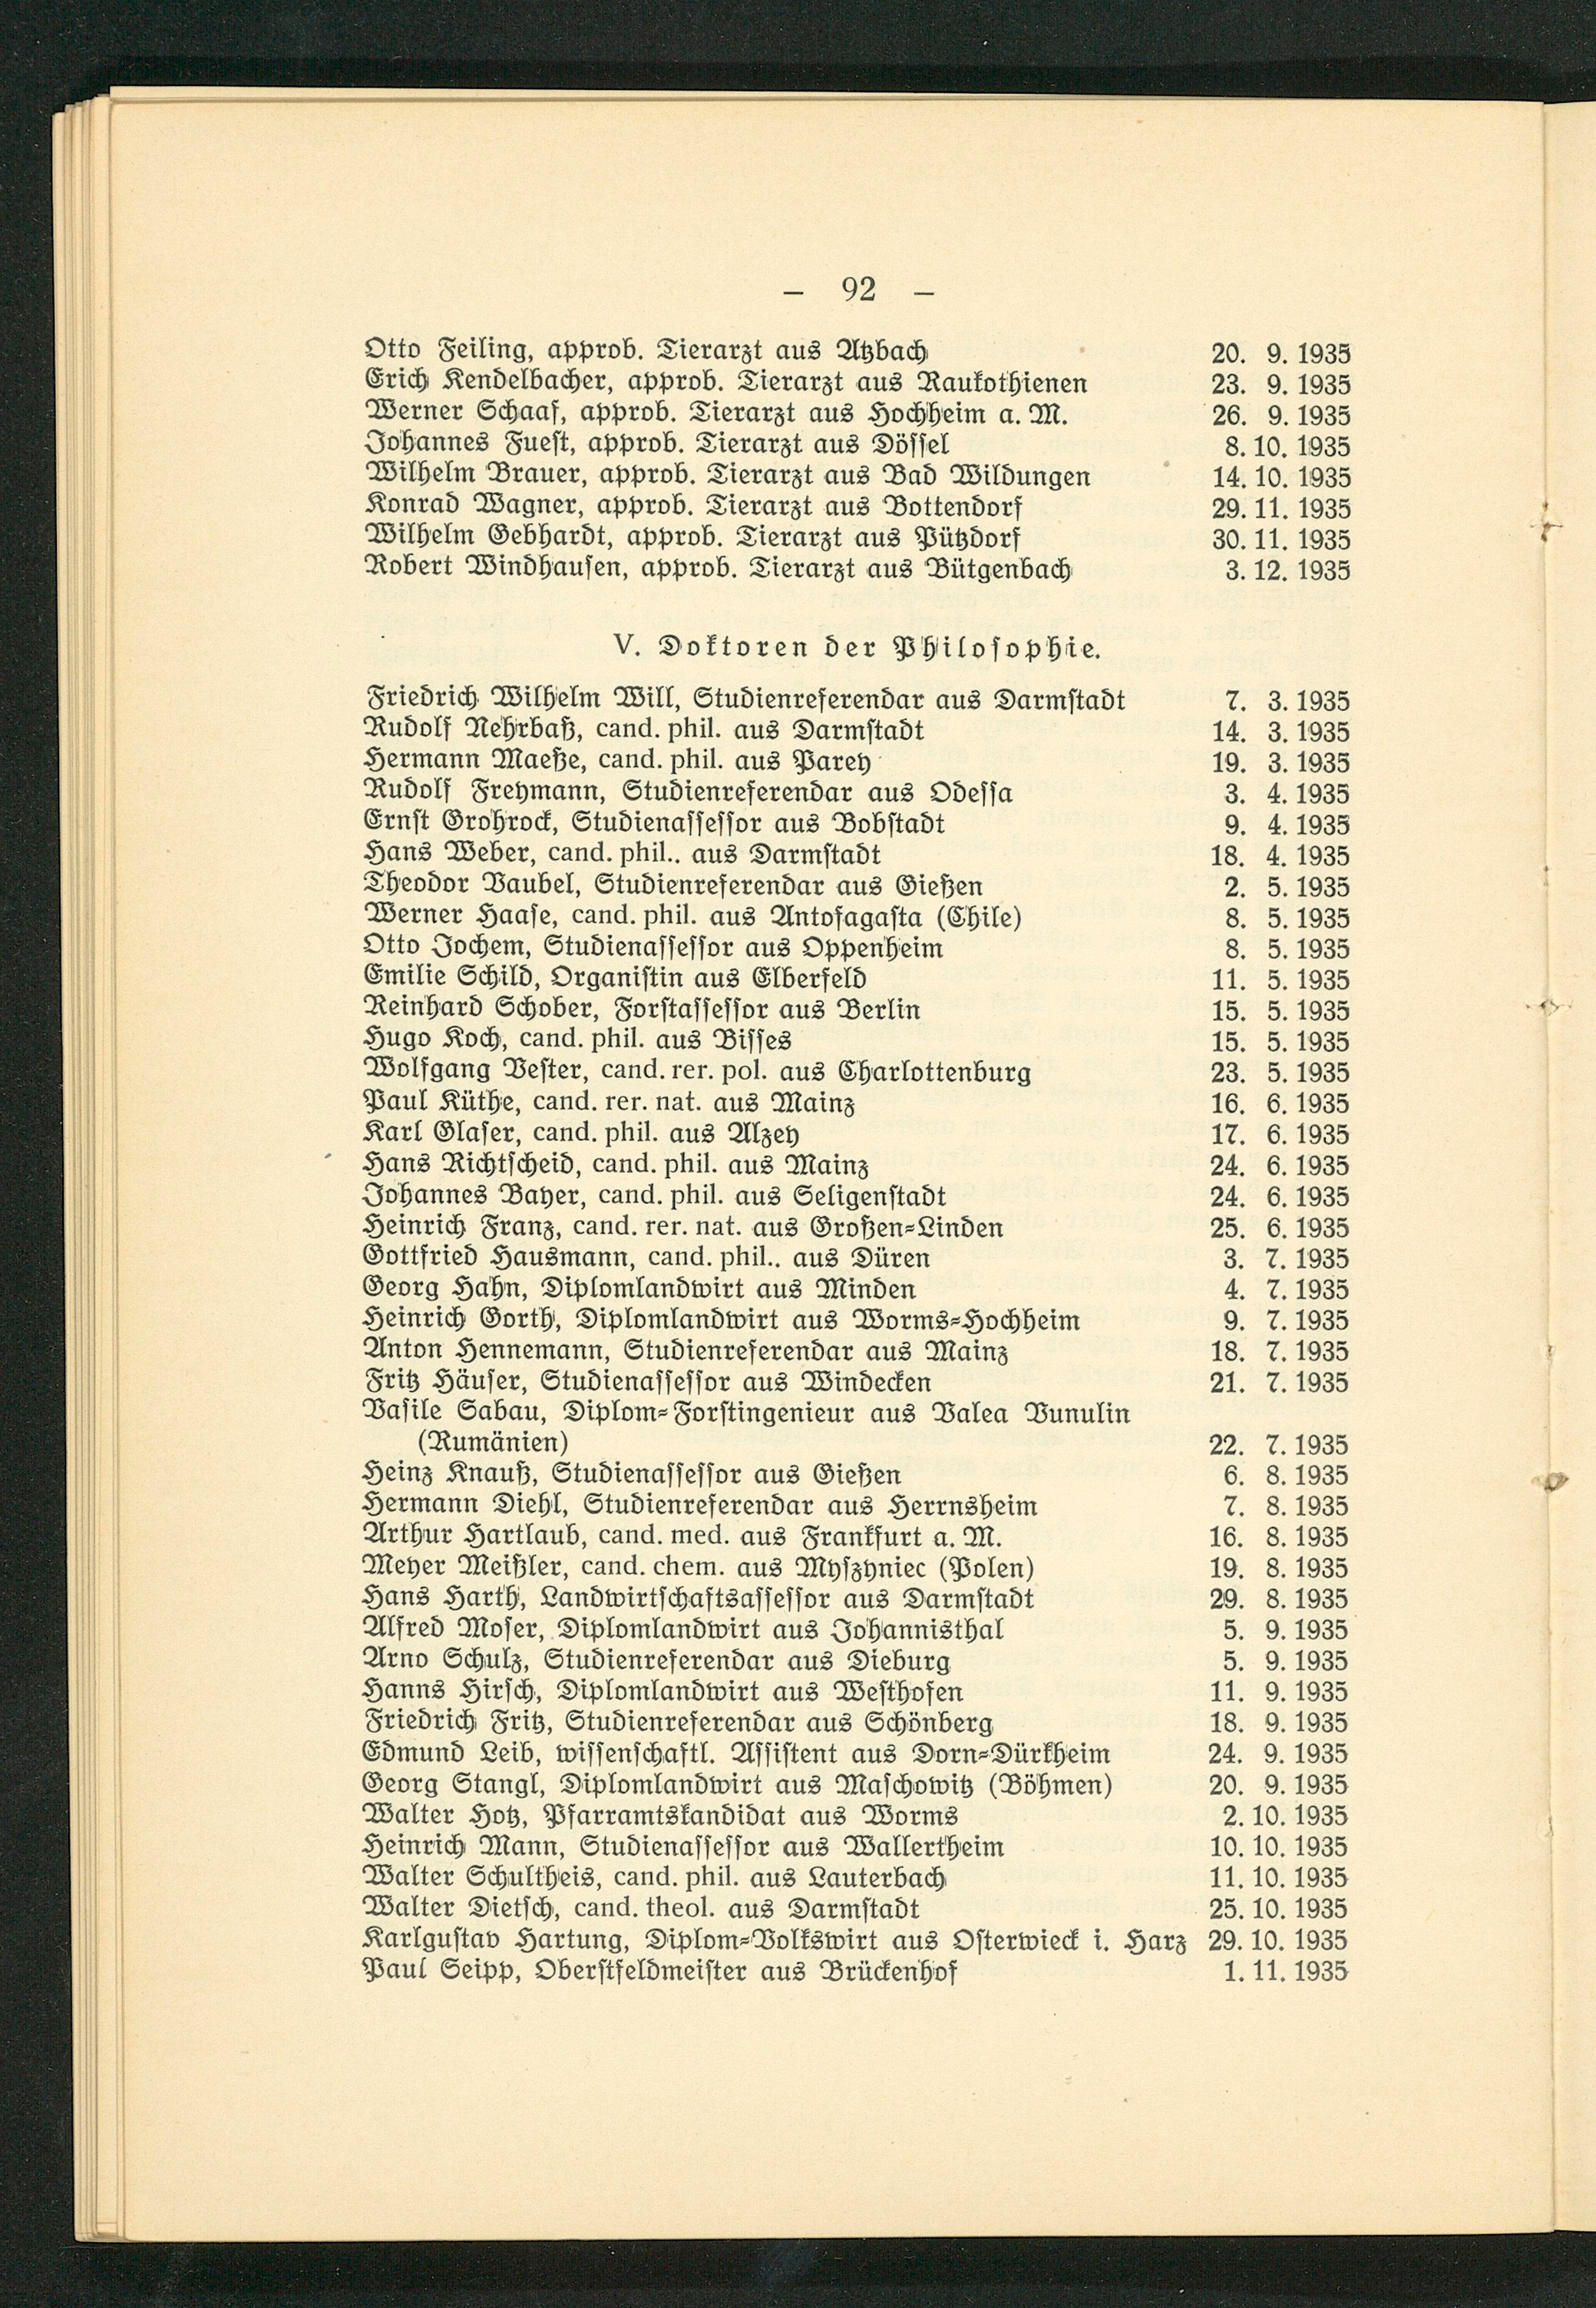 — 92 —
Otto Feiling, approb. Tierarzt aus Atzbach 20. 9. 1935
Erich Kendelbacher, approb. Tierarzt aus Raukothienen 23. 9. 1935
Werner Schaaf, approb. Tierarzt aus Hochheim a. M. 26. 9. 1935
Johannes Fuest, approb. Tierarzt aus Dössel 8. 10. 1935
Wilhelm Brauer, approb. Tierarzt aus Bad Wildungen 14. 10. 1935
Konrad Wagner, approb. Tierarzt aus Bottendorf 29. 11. 1935
Wilhelm Gebhardt, approb. Tierarzt aus Pützdorf 30. 11. 1935
Robert Windhausen, approb. Tierarzt aus Bütgenbach 3. 12. 1935
V. Doktoren der Philosophie.
Friedrich Wilhelm Will, Studienreferendar aus Darmstadt 7. 3. 1935
Rudolf Nehrbaß, cand. phil. aus Darmstadt 14. 3. 1935
Hermann Maeße, cand. phil. aus Parey 19. 3. 1935
Rudolf Freymann, Studienreferendar aus Odessa 3. 4. 1935
Ernst Grohrock, Studienassessor aus Bobstadt 9. 4. 1935
Hans Weber, cand. phil.. aus Darmstadt 18. 4. 1935
Theodor Vaubel, Studienreferendar aus Gießen 2. 5. 1935
Werner Haase, cand. phil. aus Antofagasta (Chile) 8. 5. 1935
Otto Jochem, Studienassessor aus Oppenheim 8. 5. 1935
Emilie Schild, Organistin aus Elberfeld 11. 5. 1935
Reinhard Schober, Forstassessor aus Berlin 15. 5. 1935
Hugo Koch, cand. phil. aus Bisses 15. 5. 1935
Wolfgang Vester, cand. rer. pol. aus Charlottenburg 23. 5. 1935
Paul Küthe, cand. rer. nat. aus Mainz 16. 6. 1935
Karl Glaser, cand. phil. aus Alzey 17. 6. 1935
Hans Richtscheid, cand. phil. aus Mainz 24. 6. 1935
Johannes Bayer, cand. phil. aus Seligenstadt 24. 6. 1935
Heinrich Franz, cand. rer. nat. aus Großen-Linden 25. 6. 1935
Gottfried Hausmann, cand. phil.. aus Düren 3. 7. 1935
Georg Hahn, Diplomlandwirt aus Minden 4. 7. 1935
Heinrich Gorth, Diplomlandwirt aus Worms-Hochheim 9. 7. 1935
Anton Hennemann, Studienreferendar aus Mainz 18. 7. 1935
Fritz Häuser, Studienassessor aus Windecken 21. 7. 1935
Vasile Sabau, Diplom-Forstingenieur aus Valea Vunulin
(Rumänien) 22. 7. 1935
Heinz Knauß, Studienassessor aus Gießen 6. 8. 1935
Hermann Diehl, Studienreferendar aus Herrnsheim 7. 8. 1935
Arthur Hartlaub, cand. med. aus Frankfurt a. M. 16. 8. 1935
Meyer Meißler, cand. chem. aus Myszyniec (Polen) 19. 8. 1935
Hans Harth, Landwirtschaftsassessor aus Darmstadt 29. 8. 1935
Alfred Moser, Diplomlandwirt aus Johannisthal 5. 9. 1935
Arno Schulz, Studienreferendar aus Dieburg 5. 9. 1935
Hanns Hirsch, Diplomlandwirt aus Westhofen 11. 9. 1935
Friedrich Fritz, Studienreferendar aus Schönberg 18. 9. 1935
Edmund Leib, wissenschaftl. Assistent aus Dorn-Dürkheim 24. 9. 1935
Georg Stangl, Diplomlandwirt aus Maschowitz (Böhmen) 20. 9. 1935
Walter Hotz, Pfarramtskandidat aus Worms 2. 10. 1935
Heinrich Mann, Studienassessor aus Wallertheim 10. 10. 1935
Walter Schultheis, cand. phil. aus Lauterbach 11. 10. 1935
Walter Dietsch, cand. theol. aus Darmstadt 25. 10. 1935
Karlgustav Hartung, Diplom-Volkswirt aus Osterwieck i. Harz 29. 10. 1935
Paul Seipp, Oberstfeldmeister aus Brückenhof 1. 11. 1935